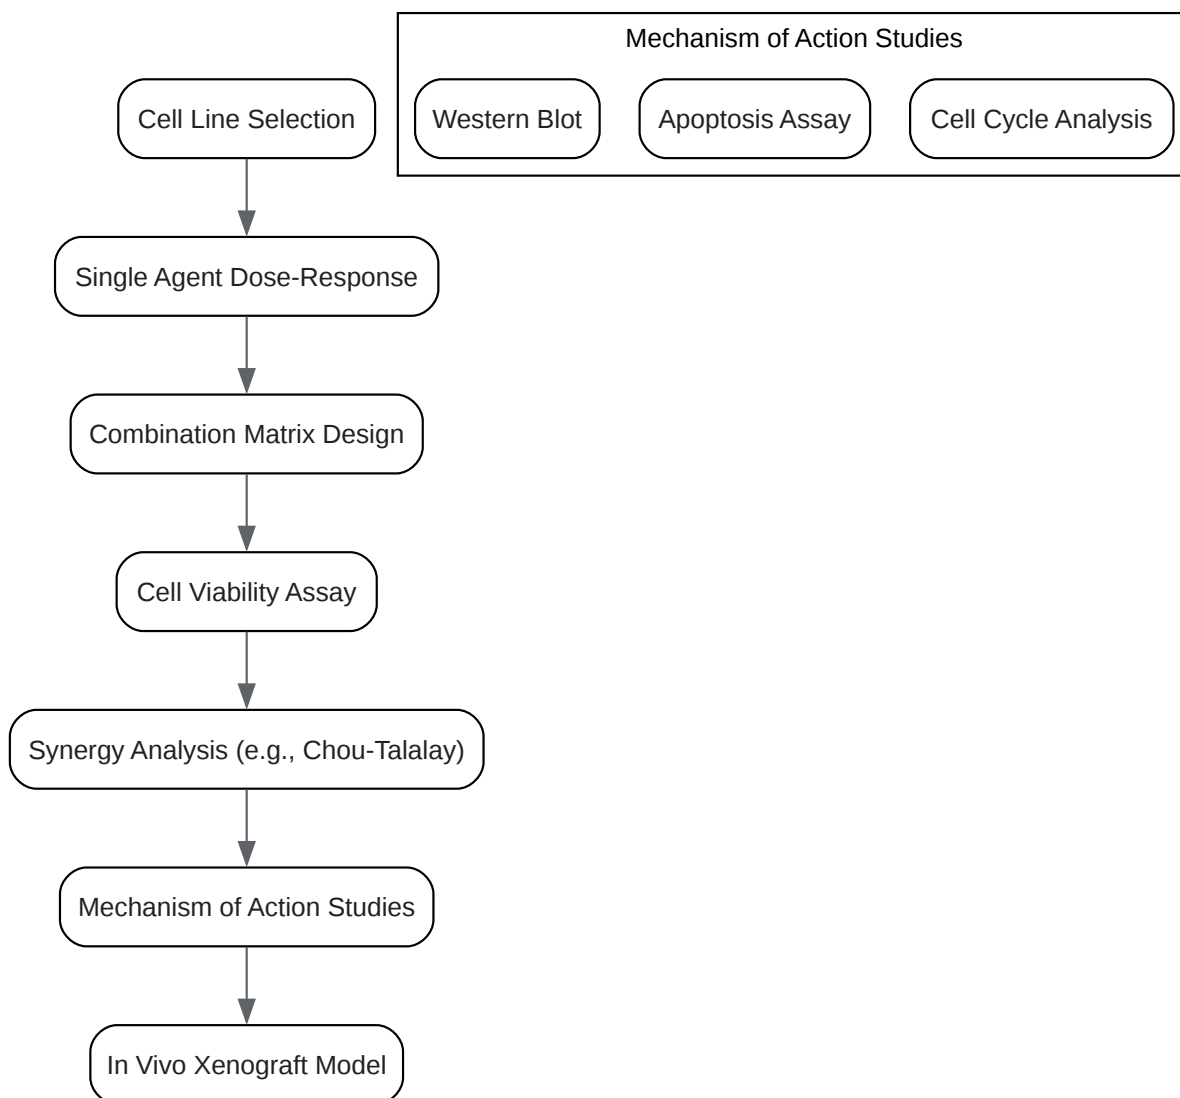 Mechanism of Action Studies
Cell Line Selection
Western Blot
Apoptosis Assay
Cell Cycle Analysis
Single Agent Dose-Response
Combination Matrix Design
Cell Viability Assay
Synergy Analysis (e.g., Chou-Talalay)
Mechanism of Action Studies
In Vivo Xenograft Model